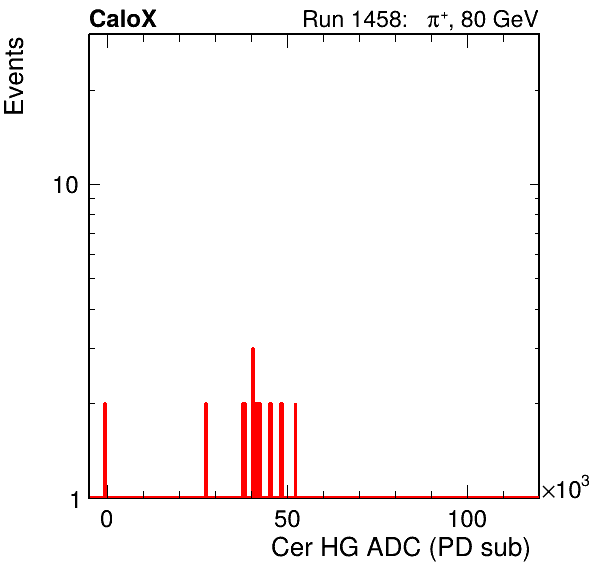 CaloX Run 1458: π⁺, 80 GeV
Events
10
1
0 50 100 ×10³
Cer HG ADC (PD sub)